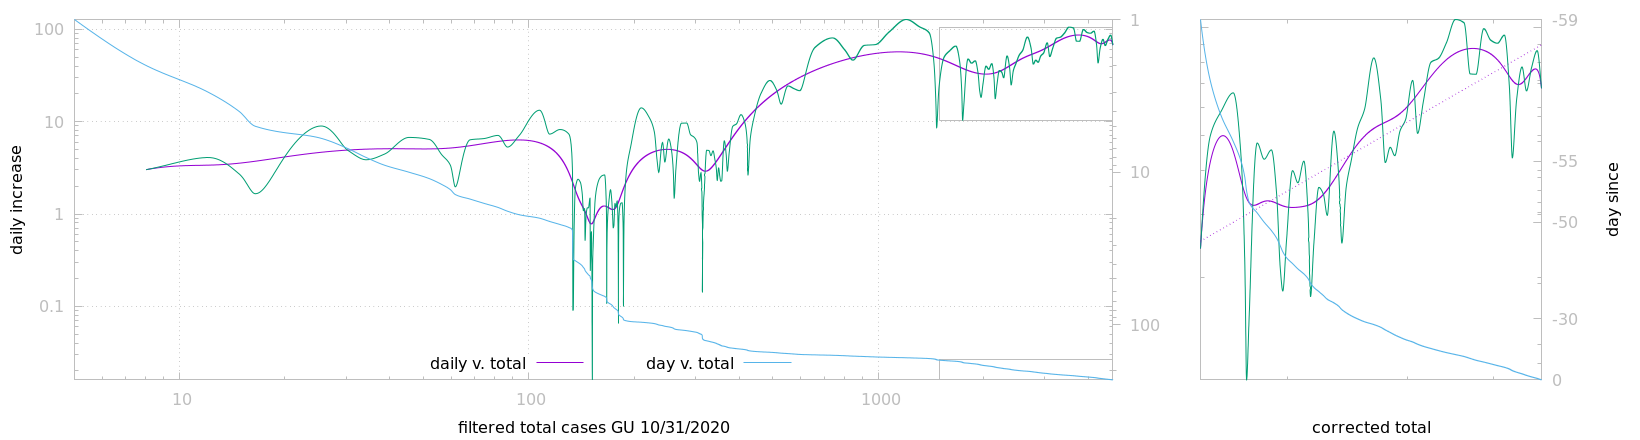 100
10
1
0.1
daily increase
daily v. total
day v. total
10
100
1000
filtered total cases GU 10/31/2020
1
10
100
-59
-55
-50
-30
0
day since
corrected total